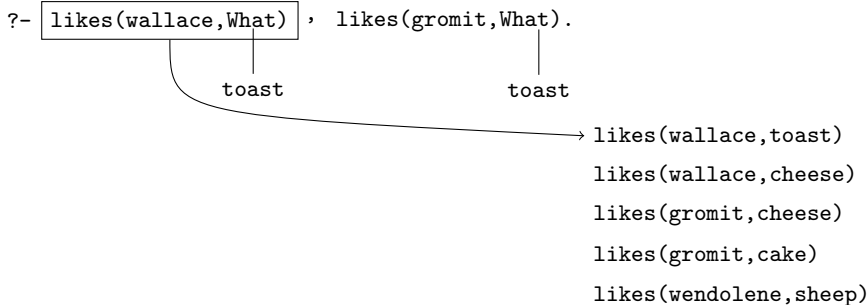 ?- likes(wallace,What) , likes(gromit,What).
toast toast
likes(wallace,toast)
likes(wallace,cheese)
likes(gromit,cheese)
likes(gromit,cake)
likes(wendolene,sheep)